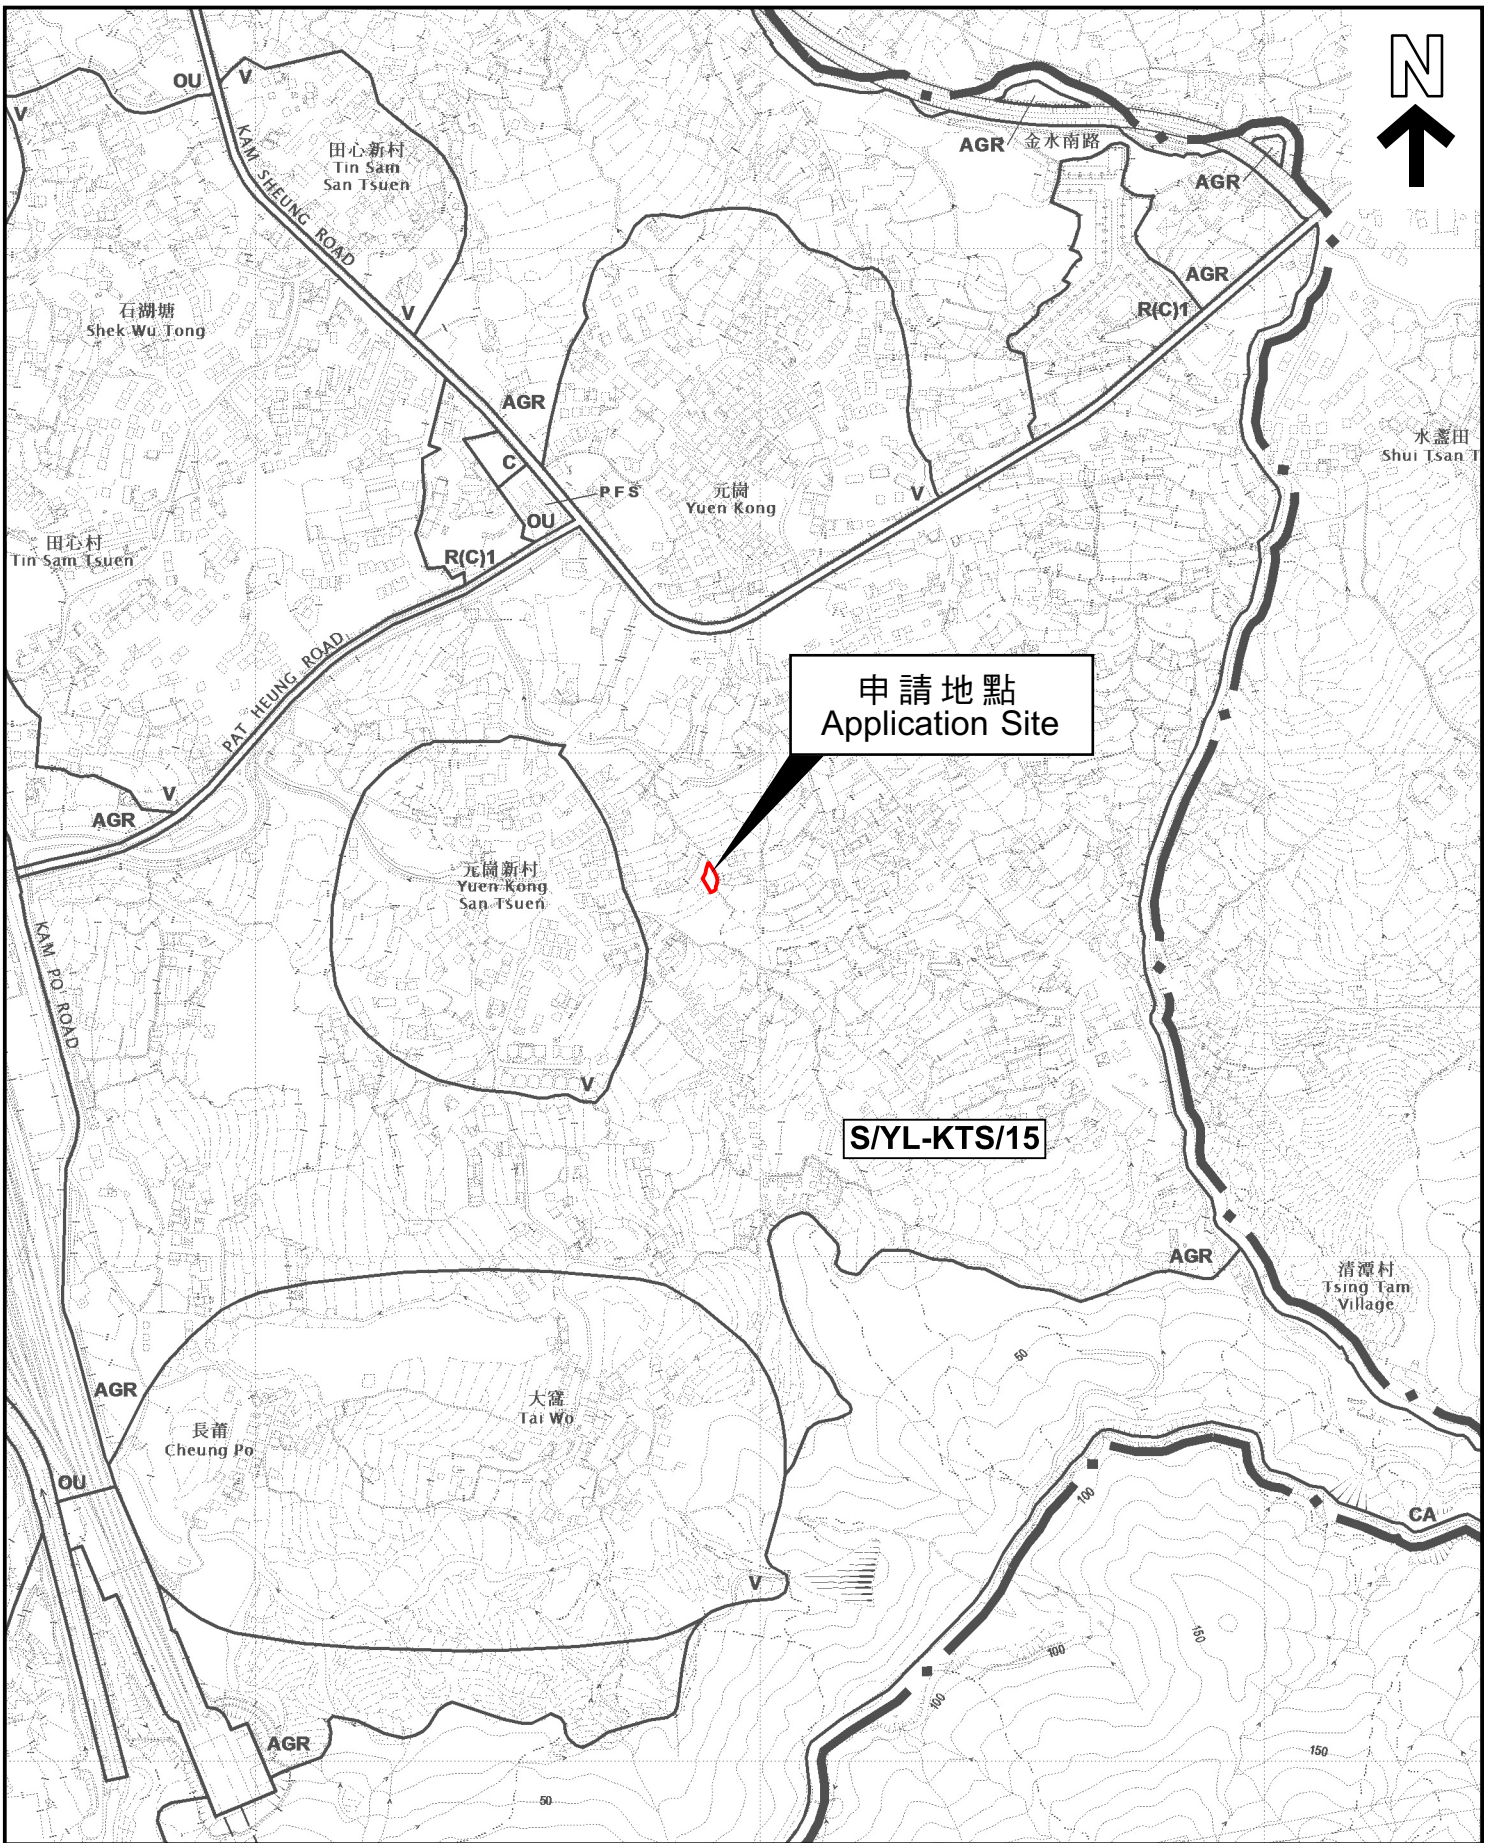 N
OU
V
V
KAM SHEUNG ROAD
田心新村
Tin Sam
San Tsuen
AGR
金水南路
AGR
AGR
R(C)1
石湖塘
Shek Wu Tong
V
AGR
C
PFS
OU
R(C)1
元崗
Yuen Kong
V
水盞田
Shui Tsan T
田心村
Tin Sam Tsuen
PAT HEUNG ROAD
申請地點
Application Site
V
AGR
元崗新村
Yuen Kong
San Tsuen
KAM PO ROAD
V
S/YL-KTS/15
AGR
清潭村
Tsing Tam
Village
50
AGR
大窩
Tai Wo
長莆
Cheung Po
OU
100
CA
V
150
100
100
AGR
150
50